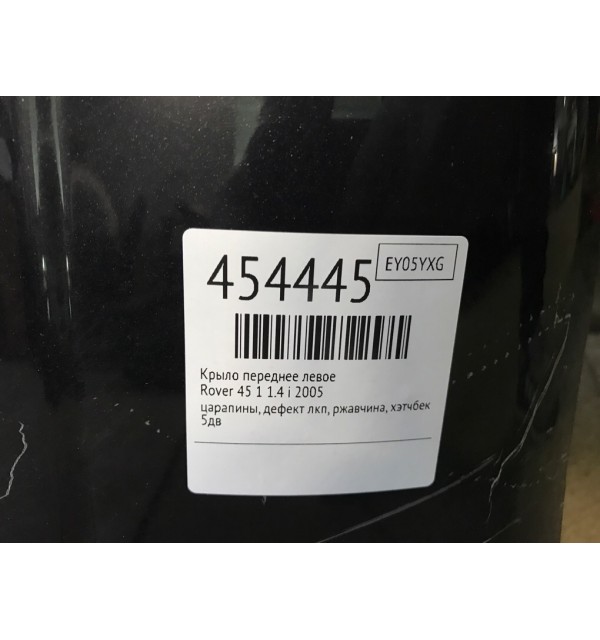 454445
EY05YXG
Крыло переднее левое
Rover 45 1 1.4 i 2005
царапины, дефект лкп, ржавчина, хэтчбек
5дв